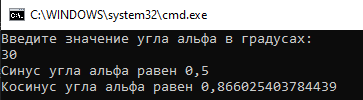 C:\WINDOWS\system32\cmd.exe
Введите значение угла альфа в градусах:
30
Синус угла альфа равен 0,5
Косинус угла альфа равен 0,866025403784439